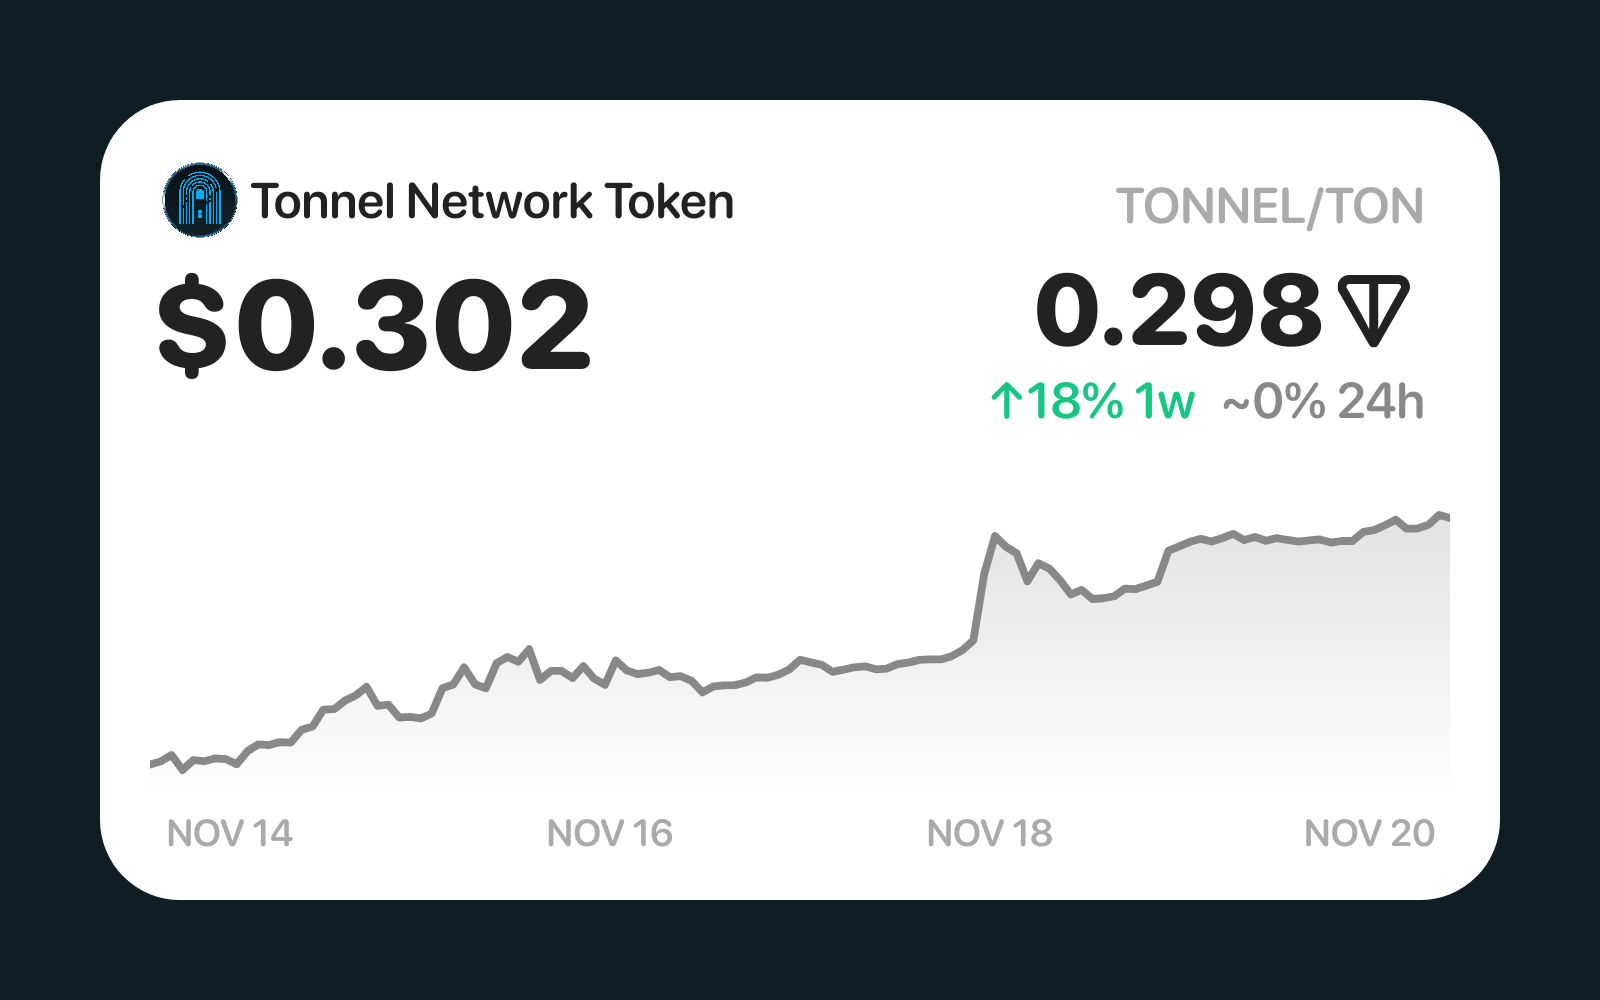 Tonnel Network Token
TONNEL/TON
$0.302
0.298
↑18% 1w ~0% 24h
NOV 14
NOV 16
NOV 18
NOV 20